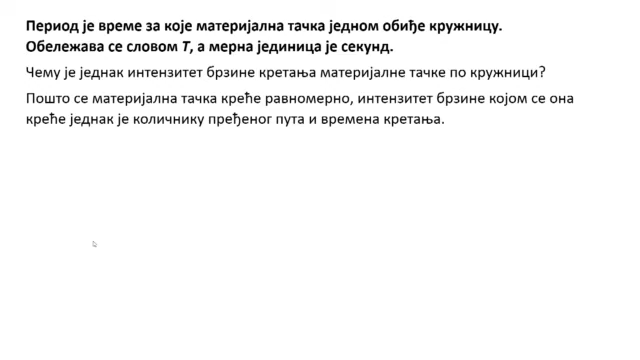 Период је време за које материјална тачка једном обиђе кружницу.
Обележава се словом T, а мерна јединица је секунд.
Чему је једнак интензитет брзине кретања материјалне тачке по кружници?
Пошто се материјална тачка креће равномерно, интензитет брзине којом се она
креће једнак је количнику пређеног пута и времена кретања.